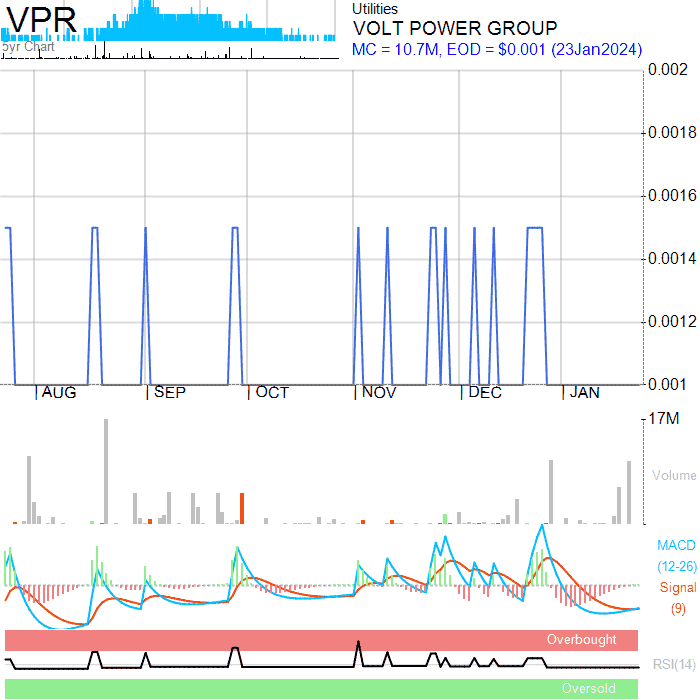 VPR
5yr Chart
Utilities
VOLT POWER GROUP
MC = 10.7M, EOD = $0.001 (23Jan2024)
0.002
0.0018
0.0016
0.0014
0.0012
0.001
AUG SEP OCT NOV DEC JAN
17M
Volume
MACD
(12-26)
Signal
(9)
Overbought
RSI(14)
Oversold